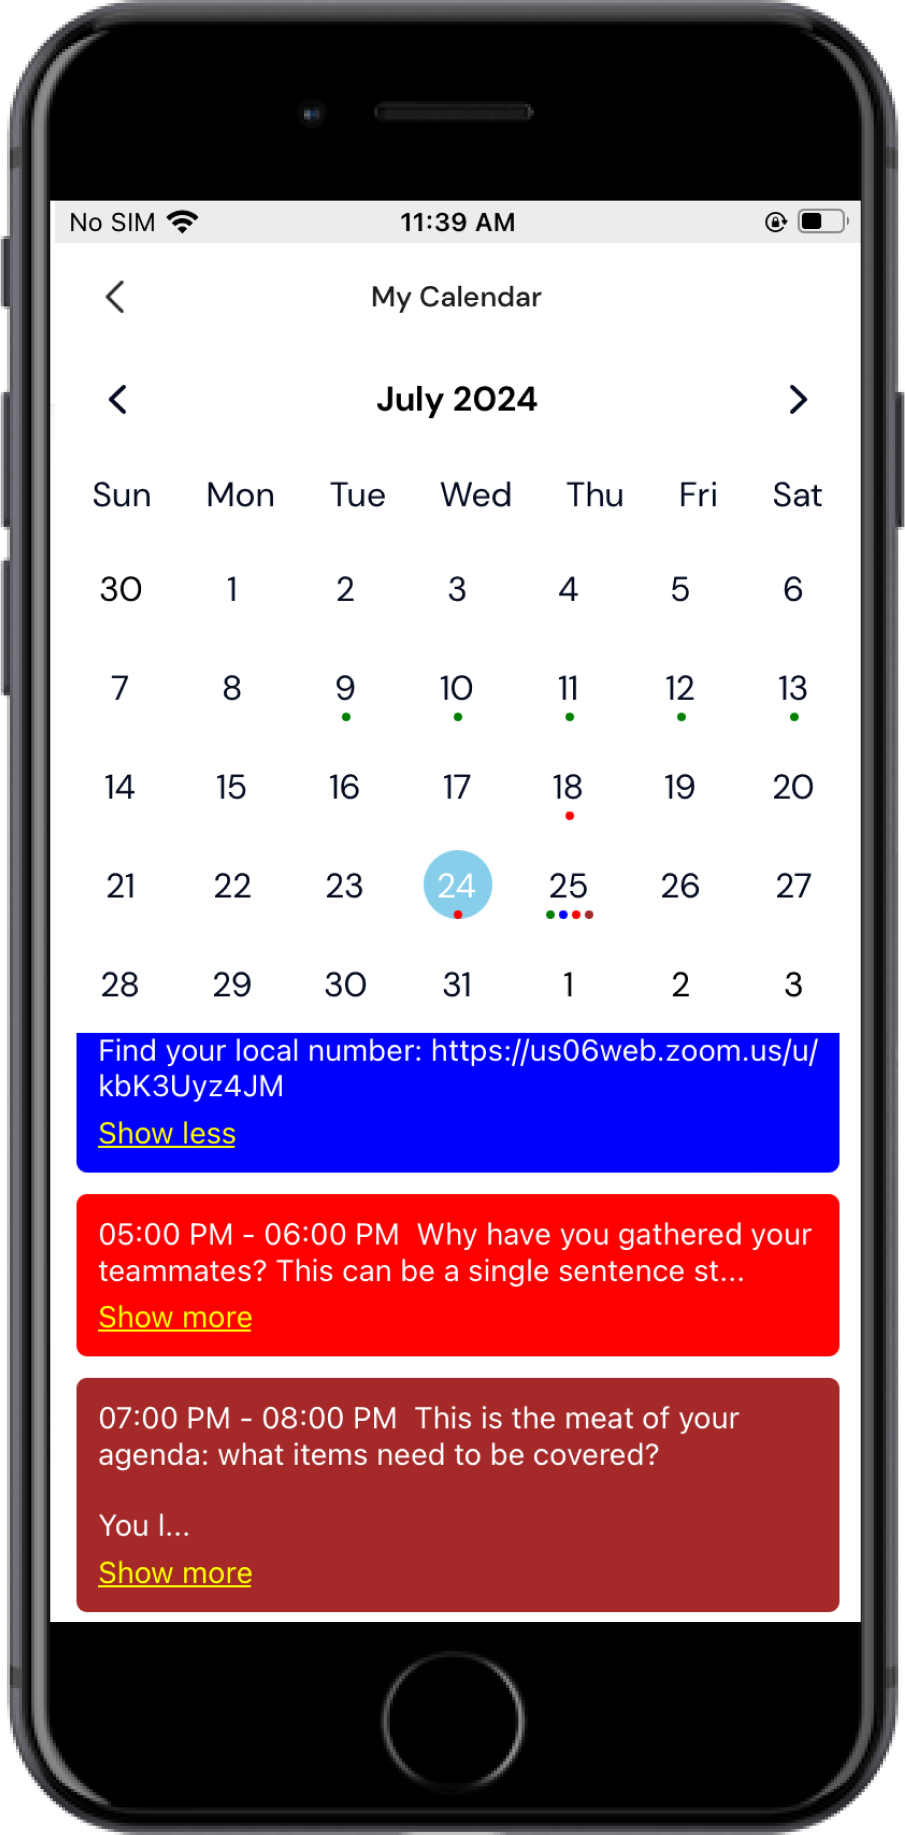 No SIM 11:39 AM
My Calendar
July 2024
Sun Mon Tue Wed Thu Fri Sat
30 1 2 3 4 5 6
7 8 9 10 11 12 13
14 15 16 17 18 19 20
21 22 23 24 25 26 27
28 29 30 31 1 2 3
Find your local number: https://us06web.zoom.us/u/
kbK3Uyz4JM
Show less
05:00 PM - 06:00 PM  Why have you gathered your
teammates? This can be a single sentence st...
Show more
07:00 PM - 08:00 PM  This is the meat of your
agenda: what items need to be covered?
You l...
Show more